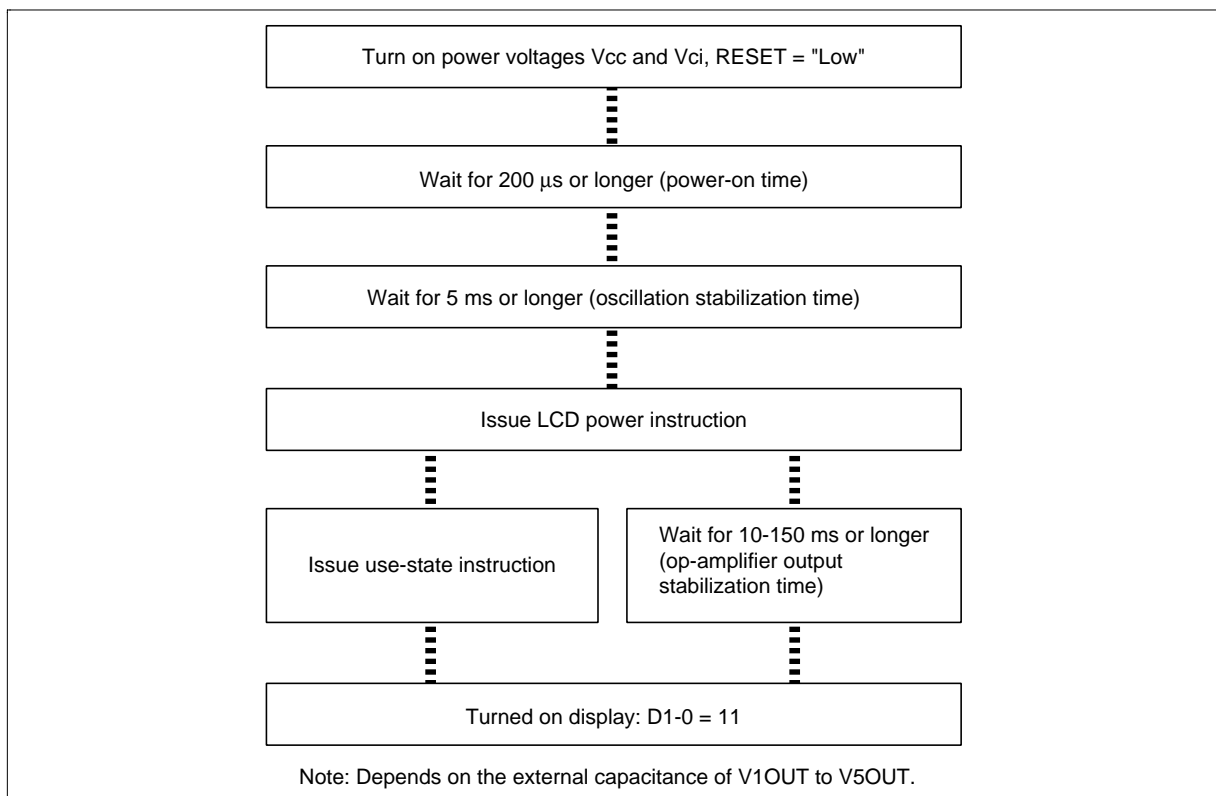 Turn on power voltages Vcc and Vci, RESET = "Low"
Wait for 200 μs or longer (power-on time)
Wait for 5 ms or longer (oscillation stabilization time)
Issue LCD power instruction
Issue use-state instruction
Wait for 10-150 ms or longer
(op-amplifier output
stabilization time)
Turned on display: D1-0 = 11
Note: Depends on the external capacitance of V1OUT to V5OUT.